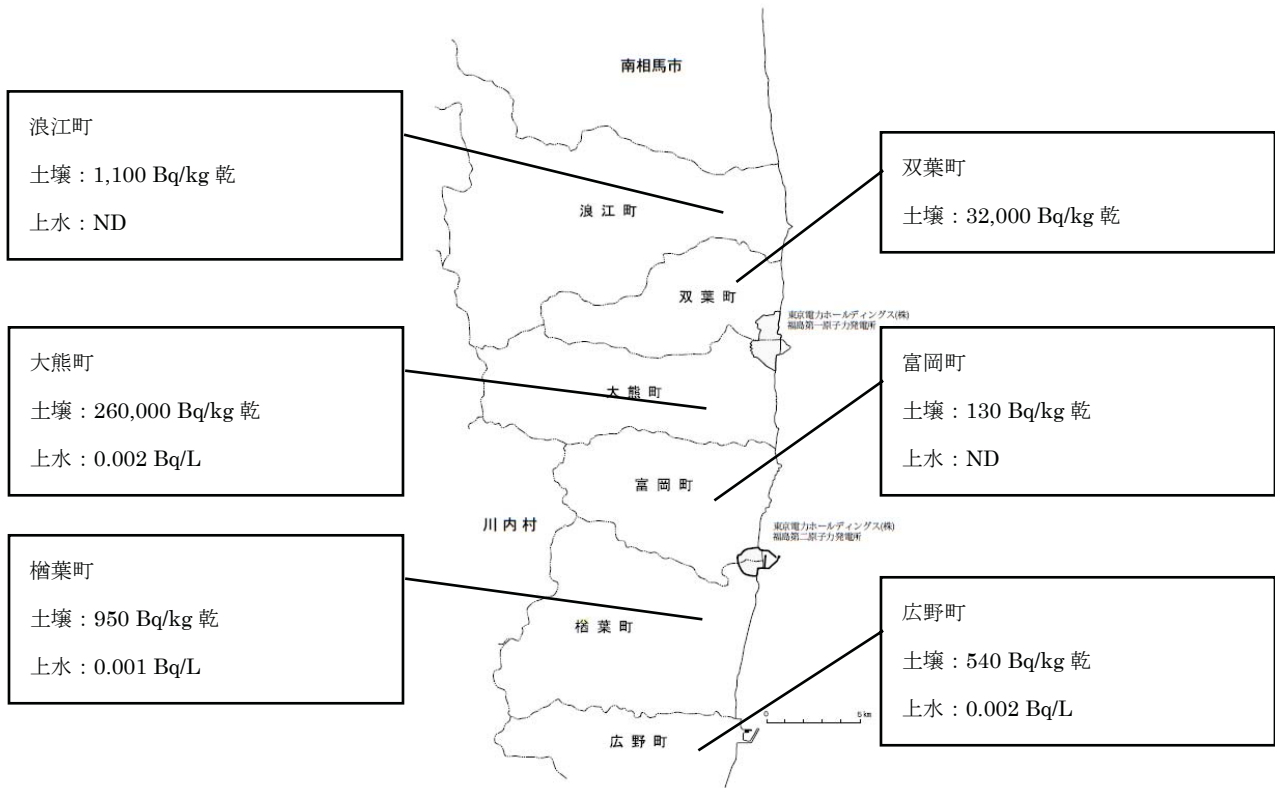 南相馬市
浪江町
土壌：1,100 Bq/kg 乾
上水：ND
双葉町
土壌：32,000 Bq/kg 乾
浪江町
双葉町
東京電力ホールディングス(株)
福島第一原子力発電所
大熊町
土壌：260,000 Bq/kg 乾
上水：0.002 Bq/L
富岡町
土壌：130 Bq/kg 乾
上水：ND
大熊町
富岡町
川内村
東京電力ホールディングス(株)
福島第二原子力発電所
楢葉町
土壌：950 Bq/kg 乾
上水：0.001 Bq/L
広野町
土壌：540 Bq/kg 乾
上水：0.002 Bq/L
楢葉町
0 5km
広野町